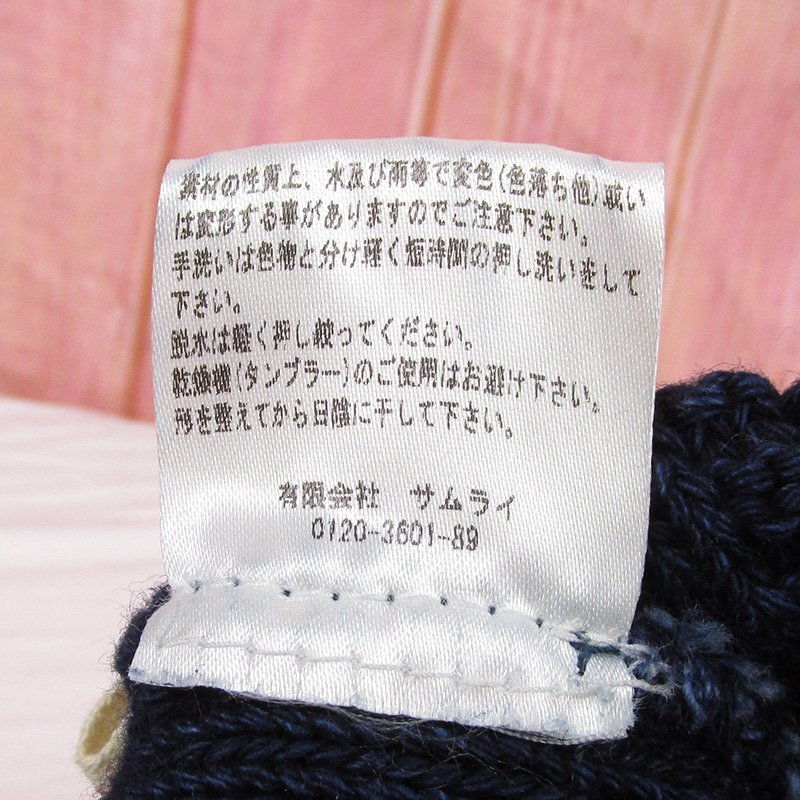 素材の性質上、水及び雨等で変色(色落ち他)或い
は変形する事がありますのでご注意下さい。
手洗いは色物と分け軽く短時間の押し洗いをして
下さい。
脱水は軽く押し絞ってください。
乾燥機(タンブラー)のご使用はお避け下さい。
形を整えてから日陰に干して下さい。
有限会社 サムライ
0120-3601-89